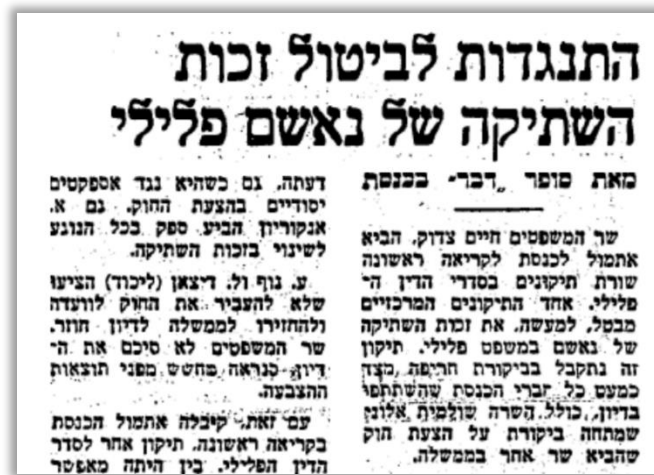 התנגדות לביטול זכות
השתיקה של נאשם פלילי
מאת סופר „דבר” בכנסת
שר המשפטים חיים צדוק, הביא
אתמול לכנסת לקריאה ראשונה
שורת תיקונים בסדרי הדין ה־
פלילי. אחד התיקונים המרכזיים
מבטל, למעשה, את זכות השתיקה
של נאשם במשפט פלילי. תיקון
זה נתקבל בביקורת חריפה מצד
כמעט כל חברי הכנסת שהשתתפו
בדיון, כולל השרה שולמית אלוני,
שמתחה ביקורת על הצעת חוק
שהביא שר אחר בממשלה.
דעתה, גם כשהיא נגד אספקטים
יסודיים בהצעת החוק. גם א.
אנקוריון הביע ספק בכל הנוגע
לשינוי בזכות השתיקה.
ע. נוף ול. דיצאן (ליכוד) הציעו
שלא להעביר את החוק לוועדה
ולהחזירו לממשלה לדיון חוזר.
שר המשפטים לא סיכם את ה־
דיון, כנראה מחשש מפני תוצאות
ההצבעה.
עם זאת, קיבלה אתמול הכנסת
בקריאה ראשונה, תיקון אחר לסדר
הדין הפלילי, בין היתה מאפשר